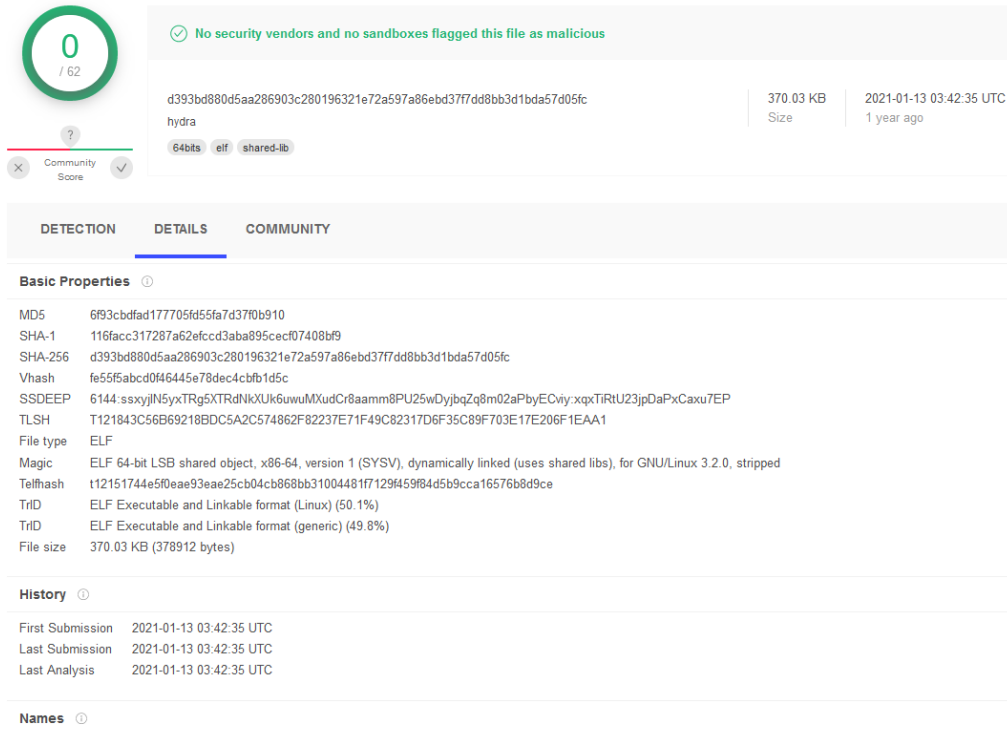 0
/ 62
?
Community
Score
No security vendors and no sandboxes flagged this file as malicious
d393bd880d5aa286903c280196321e72a597a86ebd37f7dd8bb3d1bda57d05fc
hydra
64bits elf shared-lib
370.03 KB
Size
2021-01-13 03:42:35 UTC
1 year ago
DETECTION DETAILS COMMUNITY
Basic Properties
MD5 6f93cbdfad177705fd55fa7d37f0b910
SHA-1 116facc317287a62efccd3aba895cecf07408bf9
SHA-256 d393bd880d5aa286903c280196321e72a597a86ebd37f7dd8bb3d1bda57d05fc
Vhash fe55f5abcd0f46445e78dec4cbfb1d5c
SSDEEP 6144:ssxyjlN5yxTRg5XTRdNkXUk6uwuMXudCr8aamm8PU25wDyjbqZq8m02aPbyECviy:xqxTiRtU23jpDaPxCaxu7EP
TLSH T121843C56B69218BDC5A2C574862F82237E71F49C82317D6F35C89F703E17E206F1EAA1
File type ELF
Magic ELF 64-bit LSB shared object, x86-64, version 1 (SYSV), dynamically linked (uses shared libs), for GNU/Linux 3.2.0, stripped
Telfhash t12151744e5f0eae93eae25cb04cb868bb31004481f7129f459f84d5b9cca16576b8d9ce
TrID ELF Executable and Linkable format (Linux) (50.1%)
TrID ELF Executable and Linkable format (generic) (49.8%)
File size 370.03 KB (378912 bytes)
History
First Submission 2021-01-13 03:42:35 UTC
Last Submission 2021-01-13 03:42:35 UTC
Last Analysis 2021-01-13 03:42:35 UTC
Names